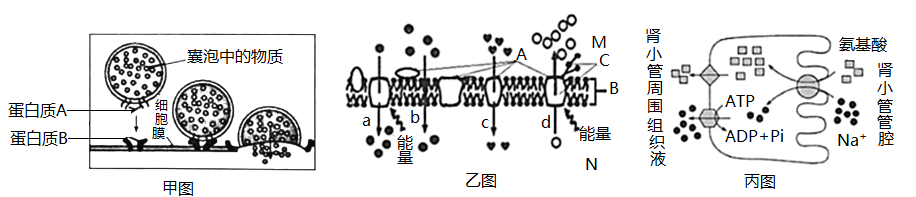 囊泡中的物质
蛋白质A
细胞膜
蛋白质B
甲图
A
M
C
B
a
b
c
d
能量
能量
N
乙图
肾小管周围组织液
氨基酸
肾小管管腔
ATP
ADP+Pi
Na⁺
丙图